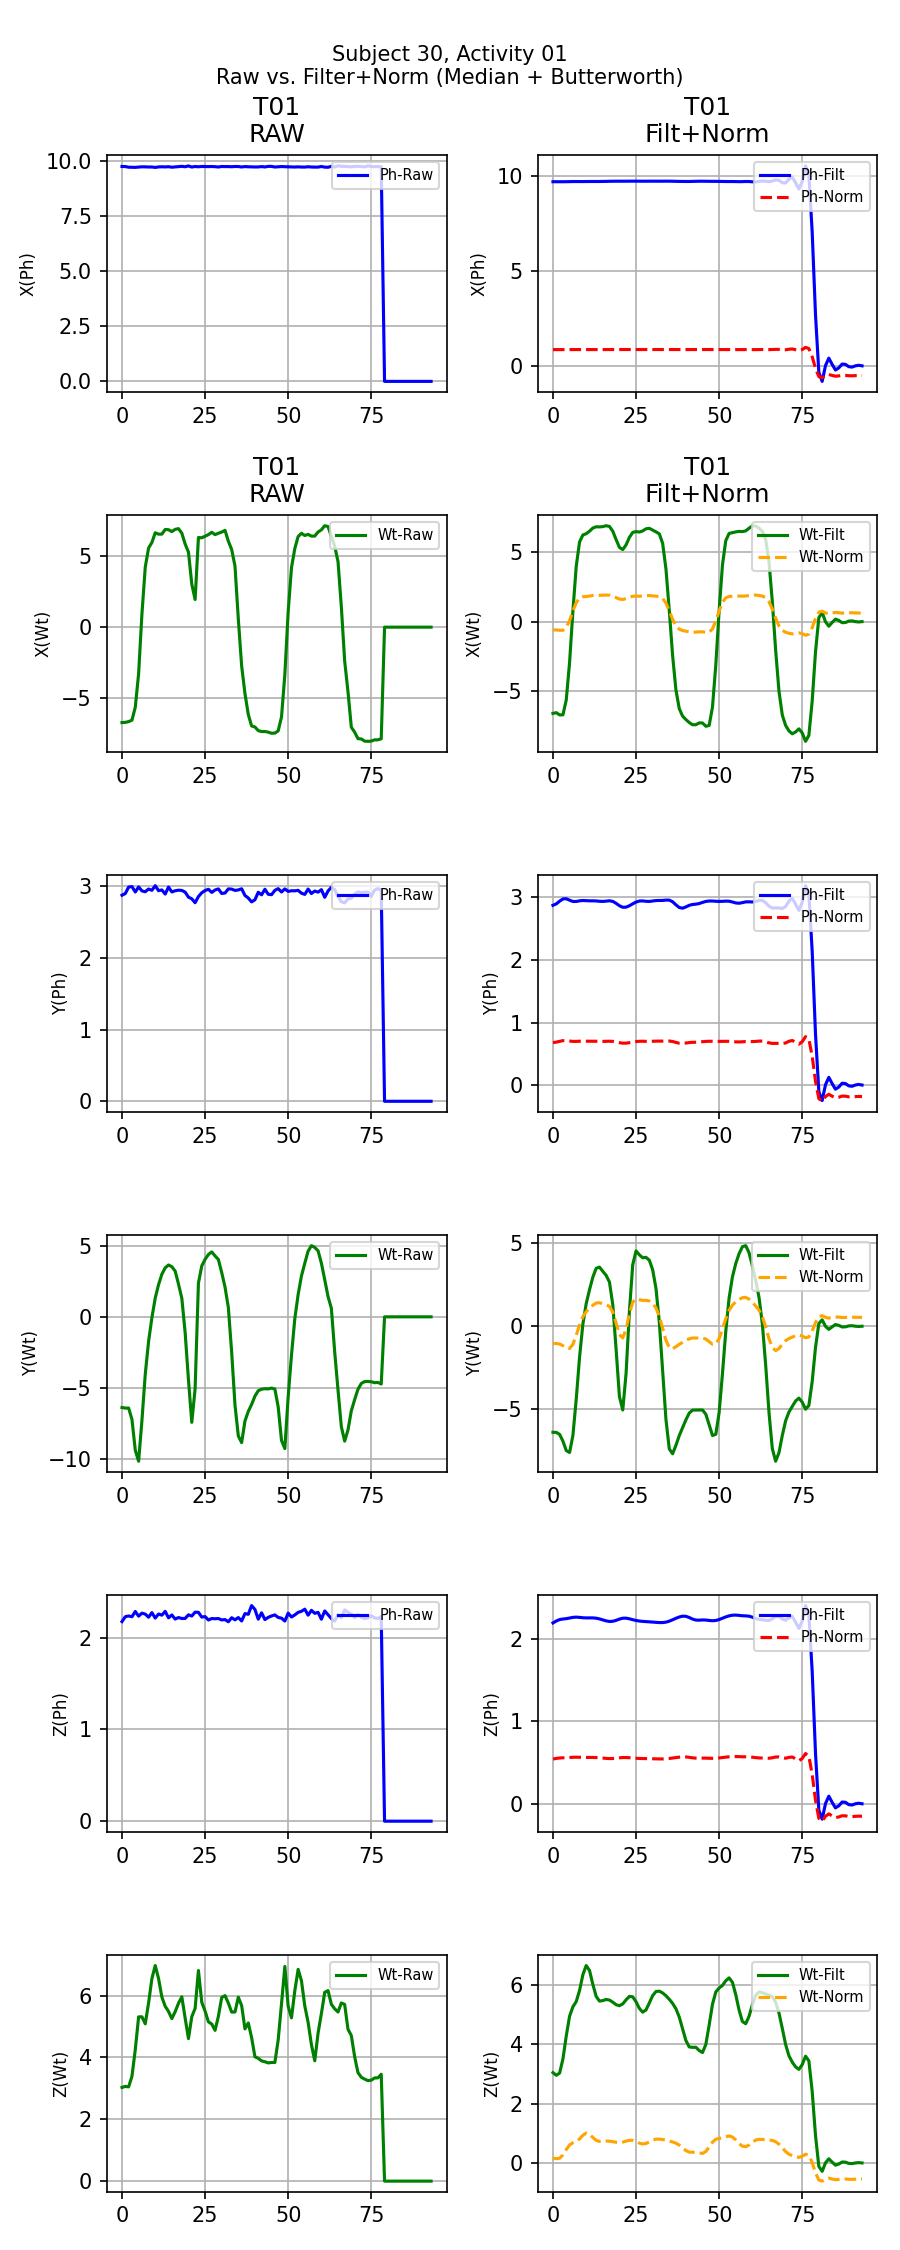 Subject 30, Activity 01
Raw vs. Filter+Norm (Median + Butterworth)
T01
RAW
T01
Filt+Norm
X(Ph)
10.0
7.5
5.0
2.5
0.0
0 25 50 75
Ph-Raw
X(Ph)
10
5
0
0 25 50 75
Ph-Filt
Ph-Norm
T01
RAW
T01
Filt+Norm
X(Wt)
5
0
−5
0 25 50 75
Wt-Raw
X(Wt)
5
0
−5
0 25 50 75
Wt-Filt
Wt-Norm
Y(Ph)
3
2
1
0
0 25 50 75
Ph-Raw
Y(Ph)
3
2
1
0
0 25 50 75
Ph-Filt
Ph-Norm
Y(Wt)
5
0
−5
−10
0 25 50 75
Wt-Raw
Y(Wt)
5
0
−5
0 25 50 75
Wt-Filt
Wt-Norm
Z(Ph)
2
1
0
0 25 50 75
Ph-Raw
Z(Ph)
2
1
0
0 25 50 75
Ph-Filt
Ph-Norm
Z(Wt)
6
4
2
0
0 25 50 75
Wt-Raw
Z(Wt)
6
4
2
0
0 25 50 75
Wt-Filt
Wt-Norm